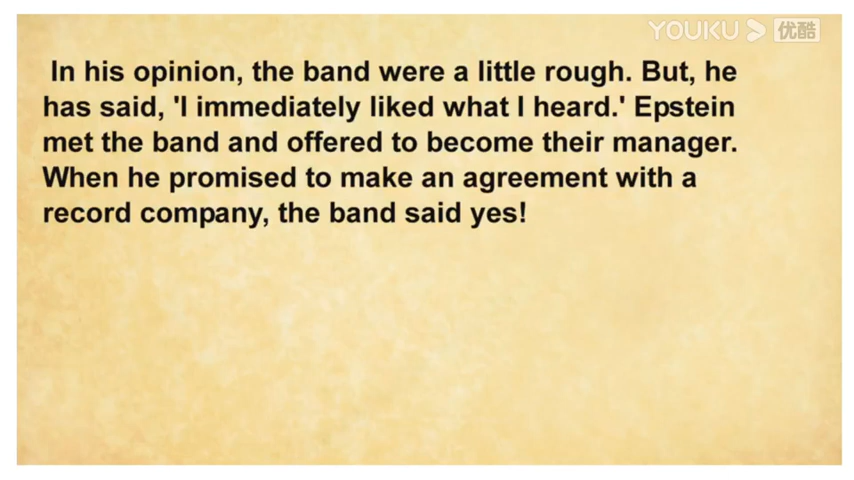 YOUKU 优酷
In his opinion, the band were a little rough. But, he
has said, 'I immediately liked what I heard.' Epstein
met the band and offered to become their manager.
When he promised to make an agreement with a
record company, the band said yes!